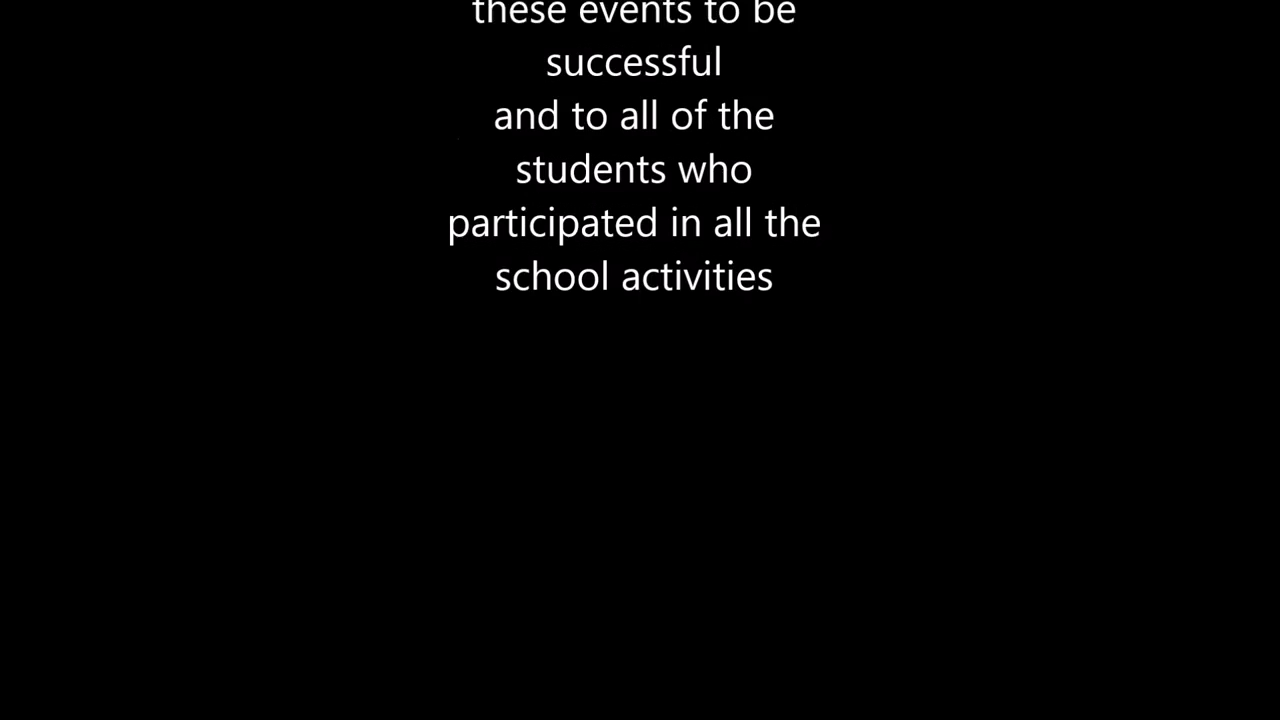 these events to be
successful
and to all of the
students who
participated in all the
school activities